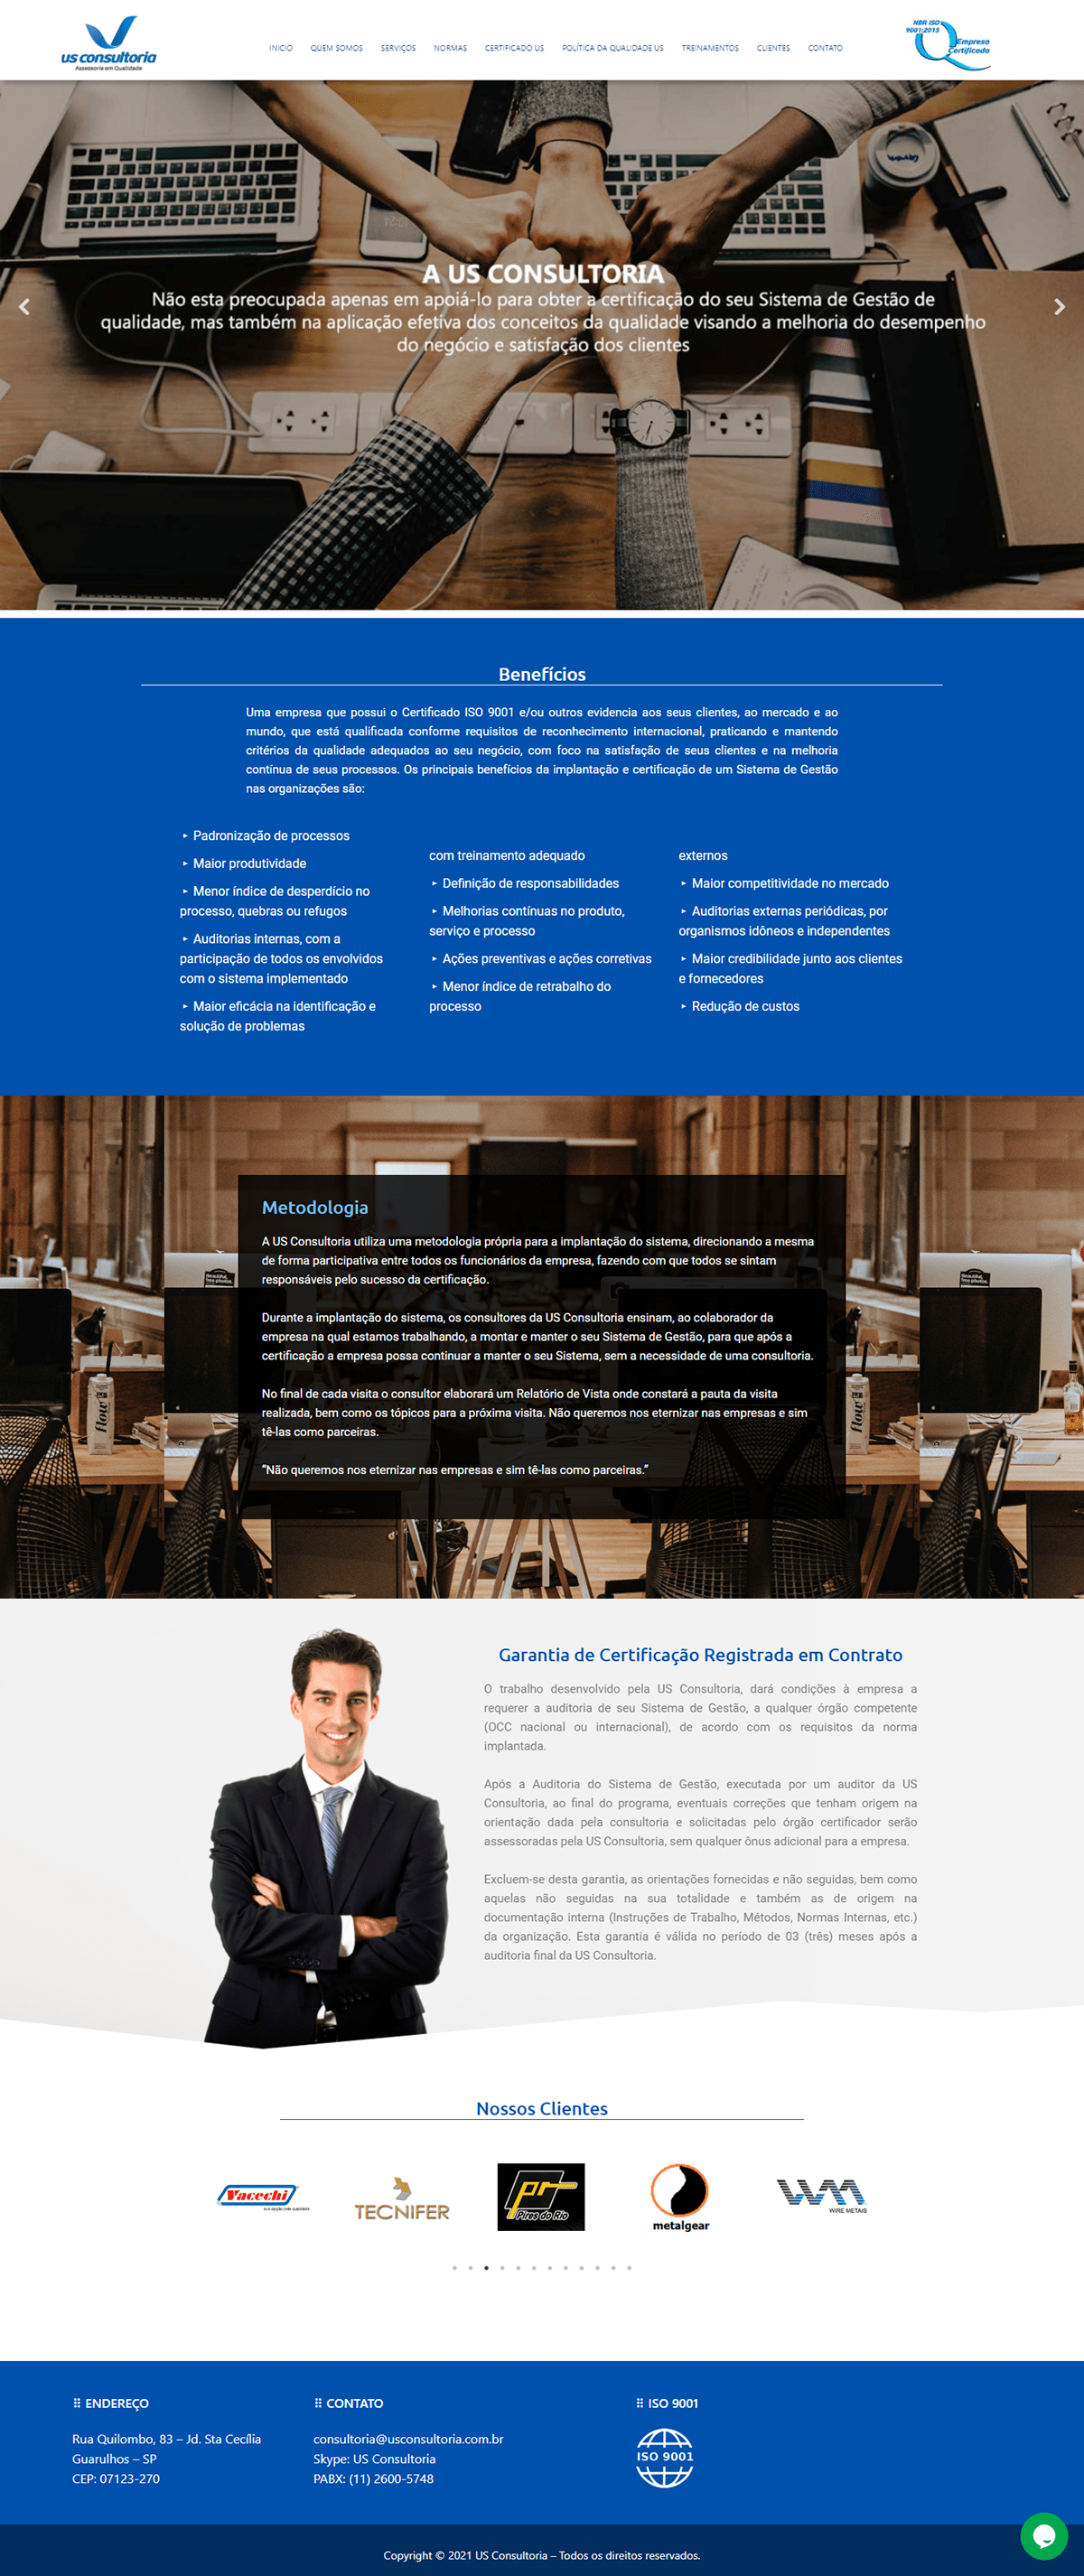 us consultoria
Assessoria em Qualidade
INICIO QUEM SOMOS SERVIÇOS NORMAS CERTIFICADO US POLÍTICA DA QUALIDADE US TREINAMENTOS CLIENTES CONTATO
NBR ISO
9001:2015
Empresa
Certificada
A US CONSULTORIA
Não esta preocupada apenas em apoiá-lo para obter a certificação do seu Sistema de Gestão de
qualidade, mas também na aplicação efetiva dos conceitos da qualidade visando a melhoria do desempenho
do negócio e satisfação dos clientes
Benefícios
Uma empresa que possui o Certificado ISO 9001 e/ou outros evidencia aos seus clientes, ao mercado e ao
mundo, que está qualificada conforme requisitos de reconhecimento internacional, praticando e mantendo
critérios da qualidade adequados ao seu negócio, com foco na satisfação de seus clientes e na melhoria
contínua de seus processos. Os principais benefícios da implantação e certificação de um Sistema de Gestão
nas organizações são:
‣ Padronização de processos
‣ Maior produtividade
‣ Menor índice de desperdício no
processo, quebras ou refugos
‣ Auditorias internas, com a
participação de todos os envolvidos
com o sistema implementado
‣ Maior eficácia na identificação e
solução de problemas
com treinamento adequado
‣ Definição de responsabilidades
‣ Melhorias contínuas no produto,
serviço e processo
‣ Ações preventivas e ações corretivas
‣ Menor índice de retrabalho do
processo
externos
‣ Maior competitividade no mercado
‣ Auditorias externas periódicas, por
organismos idôneos e independentes
‣ Maior credibilidade junto aos clientes
e fornecedores
‣ Redução de custos
Metodologia
A US Consultoria utiliza uma metodologia própria para a implantação do sistema, direcionando a mesma
de forma participativa entre todos os funcionários da empresa, fazendo com que todos se sintam
responsáveis pelo sucesso da certificação.
Durante a implantação do sistema, os consultores da US Consultoria ensinam, ao colaborador da
empresa na qual estamos trabalhando, a montar e manter o seu Sistema de Gestão, para que após a
certificação a empresa possa continuar a manter o seu Sistema, sem a necessidade de uma consultoria.
No final de cada visita o consultor elaborará um Relatório de Vista onde constará a pauta da visita
realizada, bem como os tópicos para a próxima visita. Não queremos nos eternizar nas empresas e sim
tê-las como parceiras.
“Não queremos nos eternizar nas empresas e sim tê-las como parceiras.”
flow
flow
flow
Garantia de Certificação Registrada em Contrato
O trabalho desenvolvido pela US Consultoria, dará condições à empresa a
requerer a auditoria de seu Sistema de Gestão, a qualquer órgão competente
(OCC nacional ou internacional), de acordo com os requisitos da norma
implantada.
Após a Auditoria do Sistema de Gestão, executada por um auditor da US
Consultoria, ao final do programa, eventuais correções que tenham origem na
orientação dada pela consultoria e solicitadas pelo órgão certificador serão
assessoradas pela US Consultoria, sem qualquer ônus adicional para a empresa.
Excluem-se desta garantia, as orientações fornecidas e não seguidas, bem como
aquelas não seguidas na sua totalidade e também as de origem na
documentação interna (Instruções de Trabalho, Métodos, Normas Internas, etc.)
da organização. Esta garantia é válida no período de 03 (três) meses após a
auditoria final da US Consultoria.
Nossos Clientes
Vacechi
TECNIFER
pr
Pires do Rio
metalgear
WM
WIRE METAIS
⠿ ENDEREÇO
Rua Quilombo, 83 – Jd. Sta Cecília
Guarulhos – SP
CEP: 07123-270
⠿ CONTATO
consultoria@usconsultoria.com.br
Skype: US Consultoria
PABX: (11) 2600-5748
⠿ ISO 9001
ISO 9001
Copyright © 2021 US Consultoria – Todos os direitos reservados.